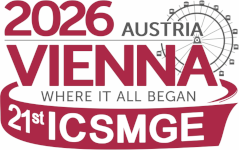 2026
AUSTRIA
VIENNA
WHERE IT ALL BEGAN
21st ICSMGE